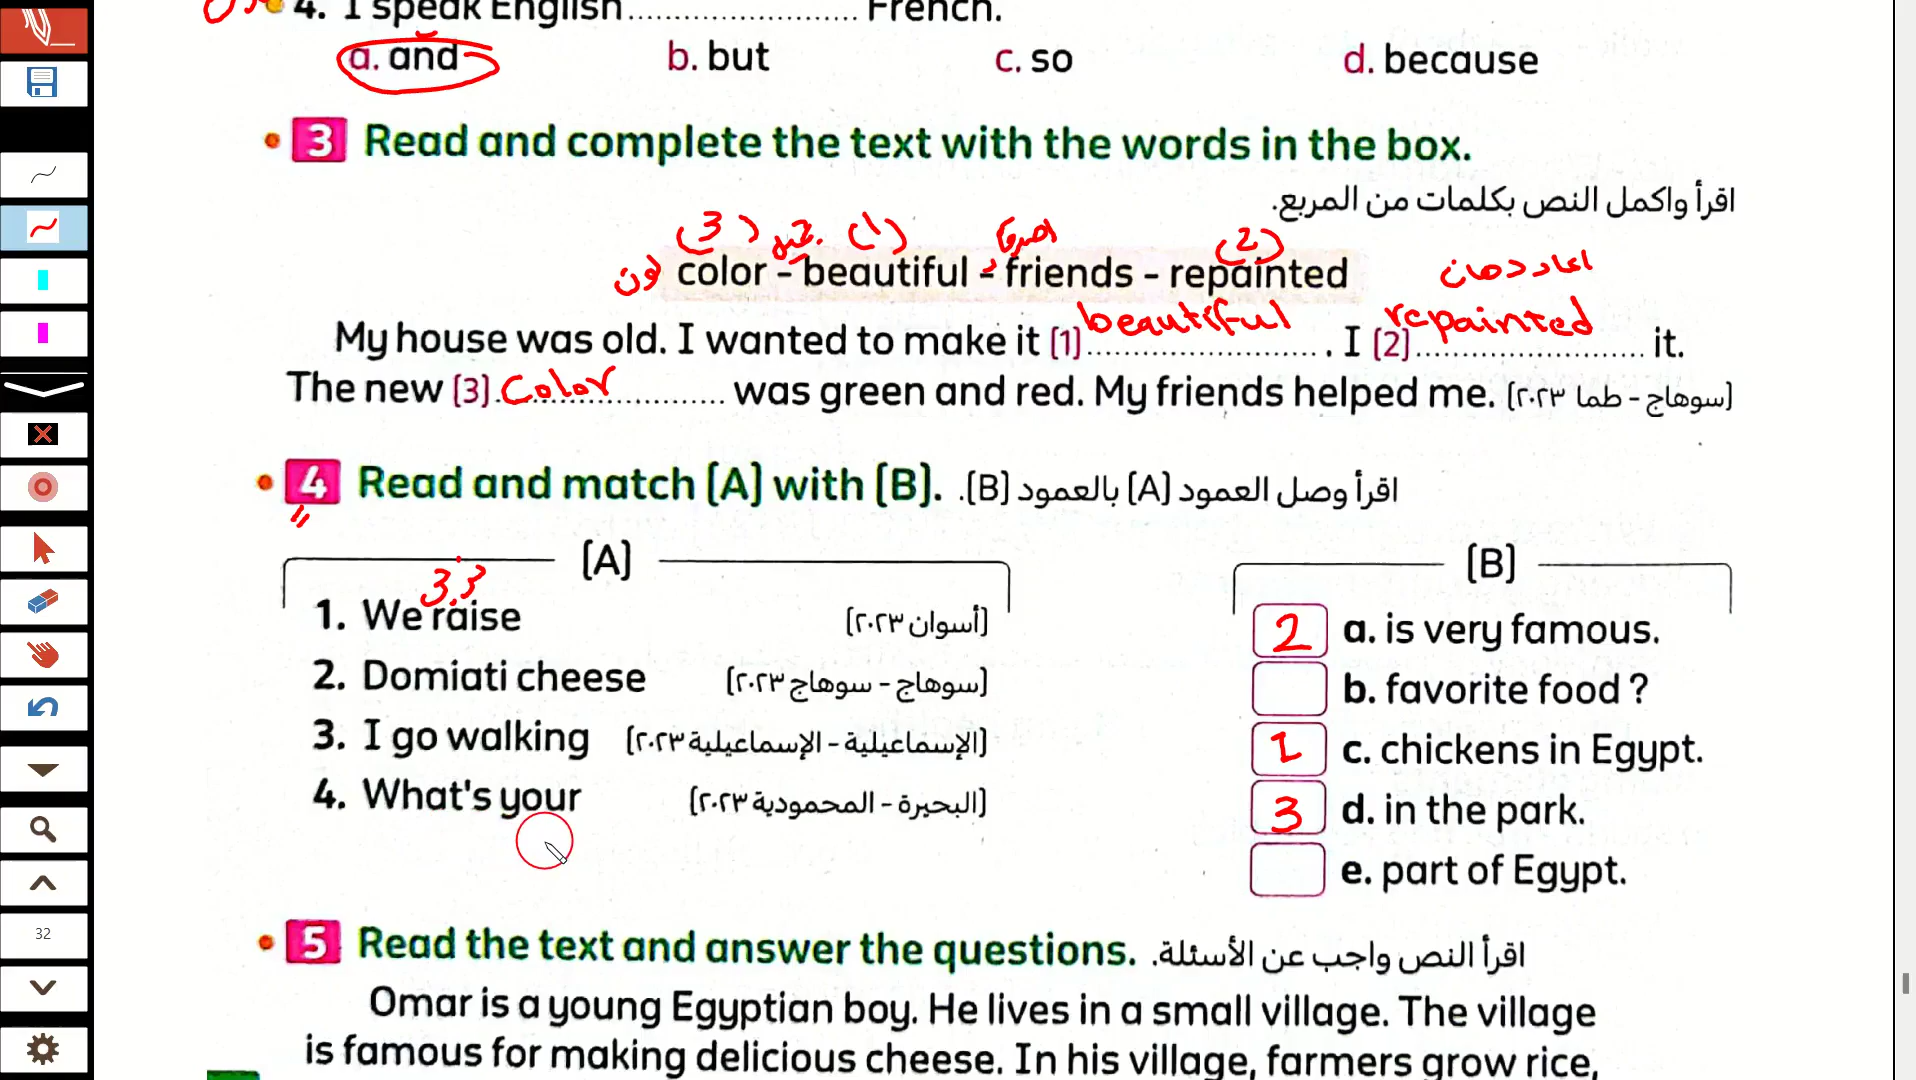 4. I speak English ........................ French.
a. and b. but c. so d. because
3 Read and complete the text with the words in the box.
اقرأ واكمل النص بكلمات من المربع.
(3) (1) (2)
لون color - beautiful - friends - repainted
beautiful repainted
My house was old. I wanted to make it (1) ........................ . I (2) ........................ it.
The new (3) color ........................ was green and red. My friends helped me. (سوهاج - طما ٢٠٢٣)
4 Read and match (A) with (B). اقرأ وصل العمود (A) بالعمود (B).
(A) (B)
1. We raise (أسوان ٢٠٢٣)
2. Domiati cheese (سوهاج - سوهاج ٢٠٢٣)
3. I go walking (الإسماعيلية - الإسماعيلية ٢٠٢٣)
4. What's your (البحيرة - المحمودية ٢٠٢٣)
2 a. is very famous.
b. favorite food ?
1 c. chickens in Egypt.
3 d. in the park.
e. part of Egypt.
5 Read the text and answer the questions. اقرأ النص واجب عن الأسئلة.
Omar is a young Egyptian boy. He lives in a small village. The village
is famous for making delicious cheese. In his village, farmers grow rice,
32